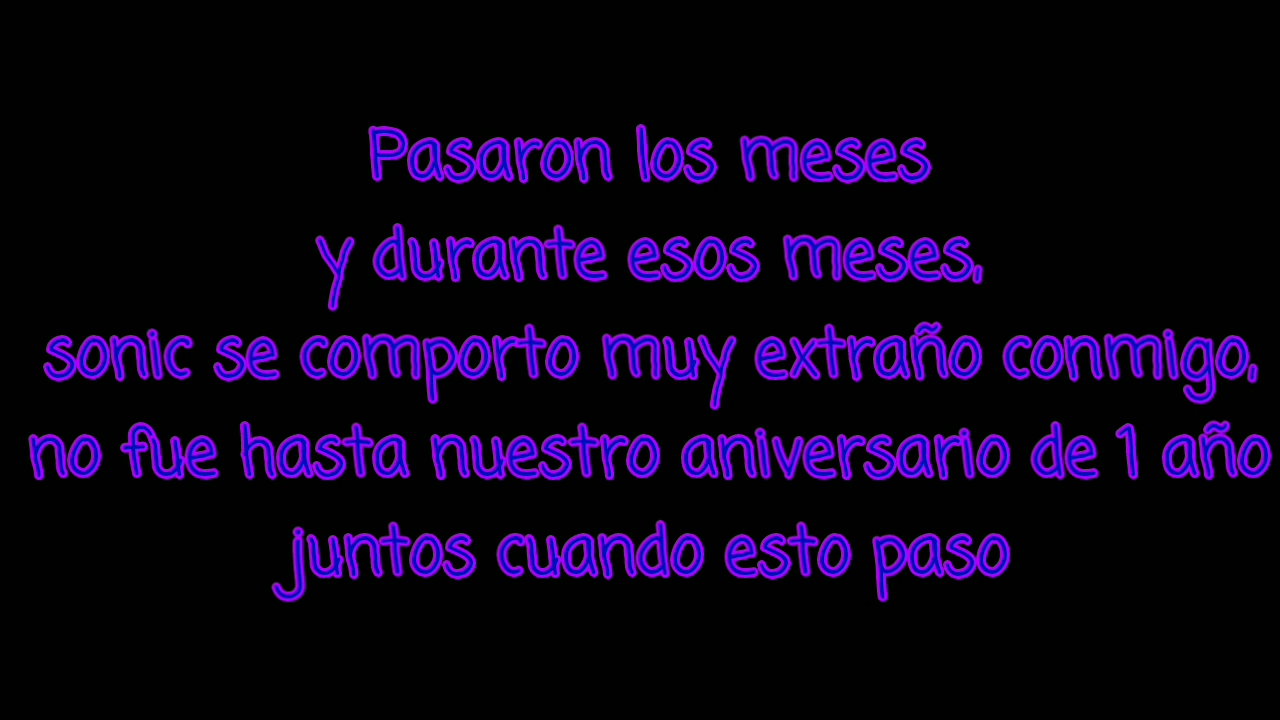 Pasaron los meses
y durante esos meses,
sonic se comporto muy extraño conmigo,
no fue hasta nuestro aniversario de 1 año
juntos cuando esto paso